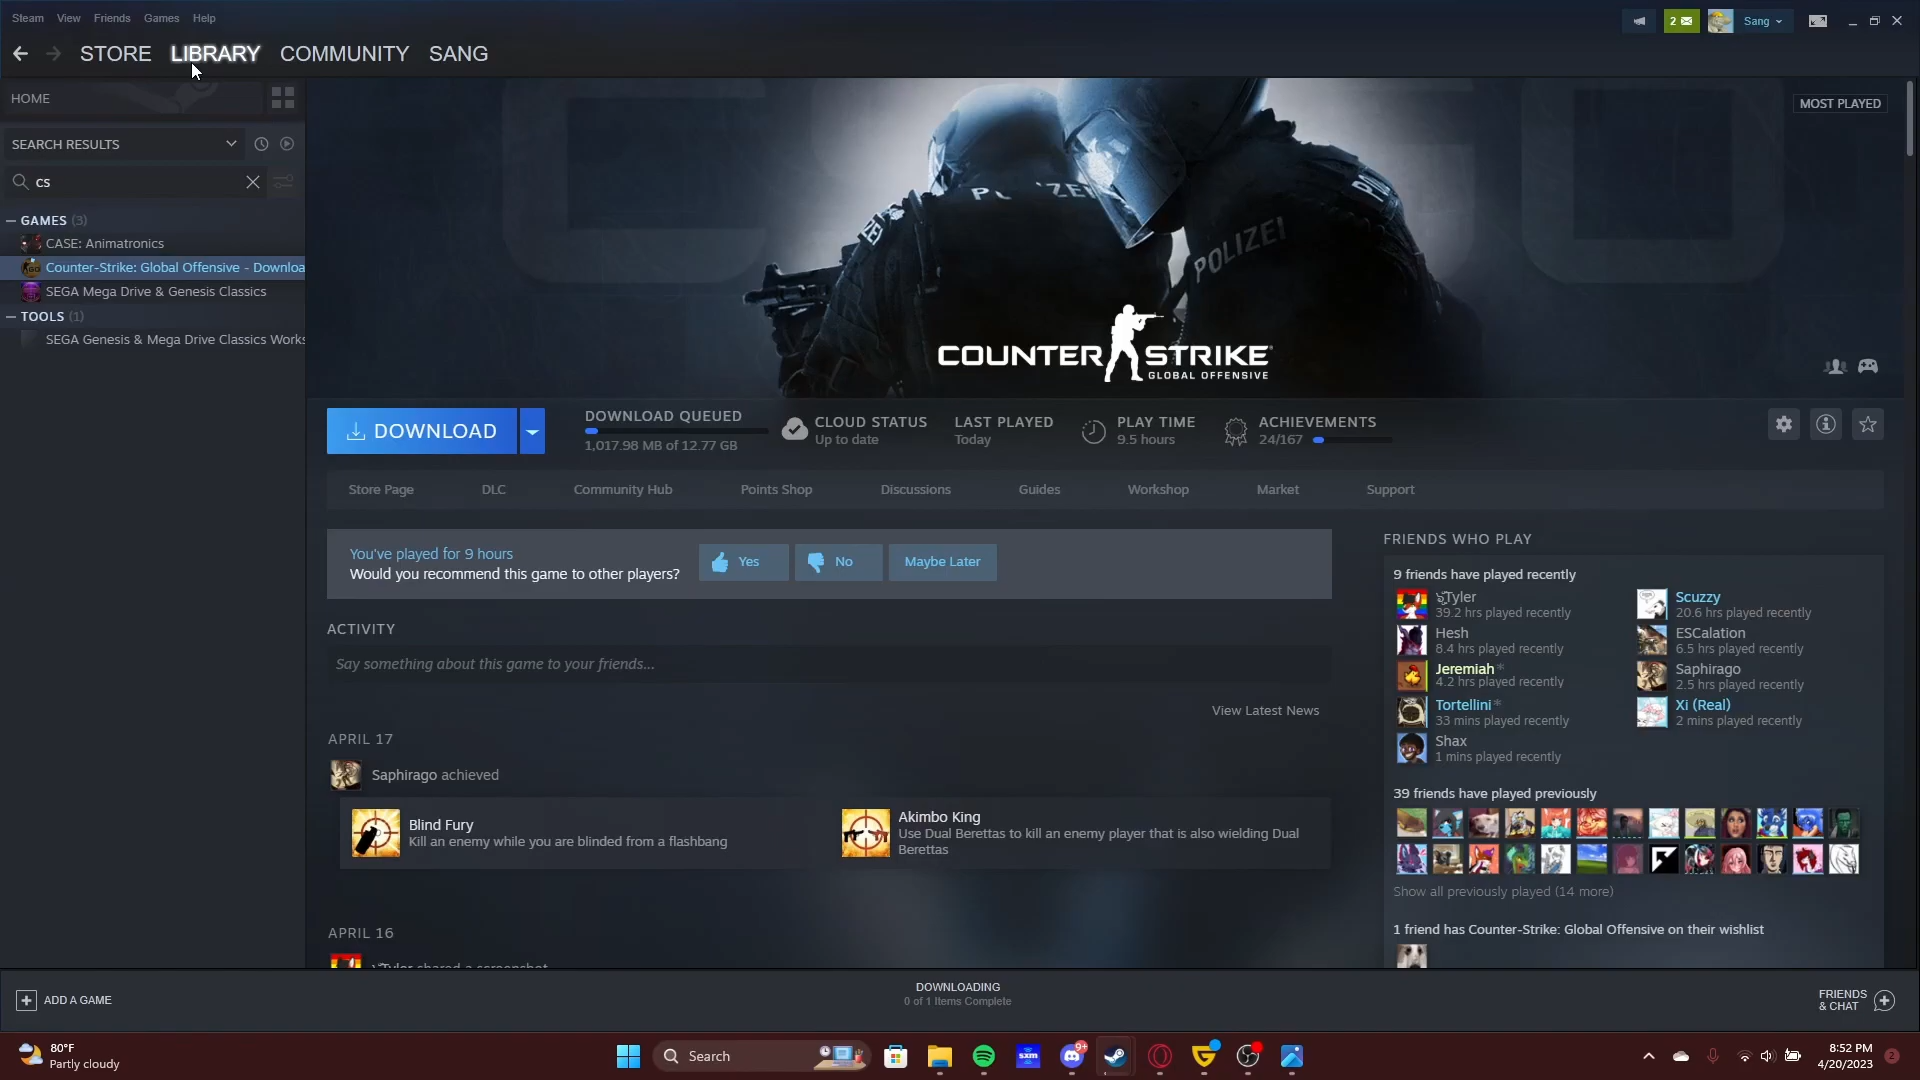 Steam View Friends Games Help
2
Sang
STORE LIBRARY COMMUNITY SANG
HOME
SEARCH RESULTS
cs
GAMES (3)
CASE: Animatronics
Counter-Strike: Global Offensive - Downloa
SEGA Mega Drive & Genesis Classics
TOOLS (1)
SEGA Genesis & Mega Drive Classics Works
MOST PLAYED
POLIZEI
POLIZEI
COUNTER STRIKE
GLOBAL OFFENSIVE
DOWNLOAD
DOWNLOAD QUEUED
1,017.98 MB of 12.77 GB
CLOUD STATUS
Up to date
LAST PLAYED
Today
PLAY TIME
9.5 hours
ACHIEVEMENTS
24/167
Store Page DLC Community Hub Points Shop Discussions Guides Workshop Market Support
You've played for 9 hours
Would you recommend this game to other players?
Yes No Maybe Later
ACTIVITY
Say something about this game to your friends...
View Latest News
APRIL 17
Saphirago achieved
Blind Fury
Kill an enemy while you are blinded from a flashbang
Akimbo King
Use Dual Berettas to kill an enemy player that is also wielding Dual
Berettas
APRIL 16
Tyler shared a screenshot
FRIENDS WHO PLAY
9 friends have played recently
Tyler
39.2 hrs played recently
Scuzzy
20.6 hrs played recently
Hesh
8.4 hrs played recently
ESCalation
6.5 hrs played recently
Jeremiah*
4.2 hrs played recently
Saphirago
2.5 hrs played recently
Tortellini*
33 mins played recently
Xi (Real)
2 mins played recently
Shax
1 mins played recently
39 friends have played previously
Show all previously played (14 more)
1 friend has Counter-Strike: Global Offensive on their wishlist
ADD A GAME
DOWNLOADING
0 of 1 Items Complete
FRIENDS
& CHAT
80°F
Partly cloudy
Search
sxm
9+
8:52 PM
4/20/2023
2